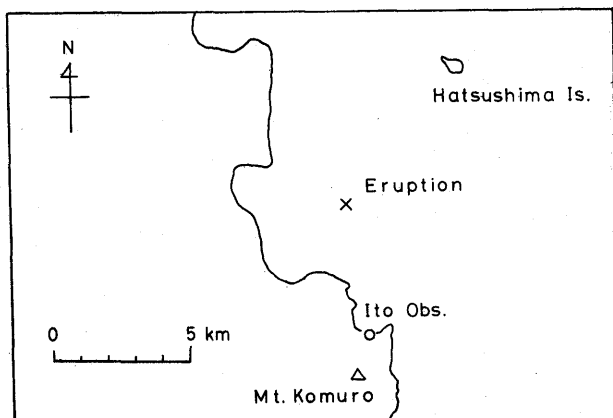 N
Hatsushima Is.
Eruption
Ito Obs.
0 5 km
Mt. Komuro